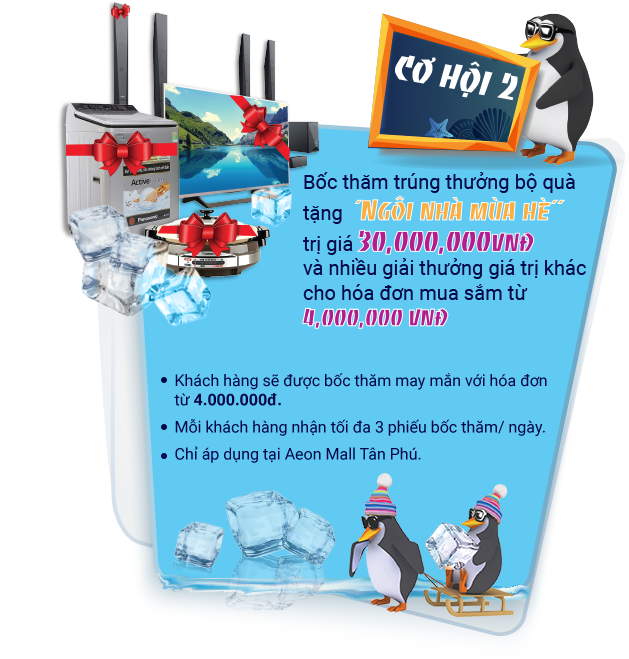 CƠ HỘI 2
Bốc thăm trúng thưởng bộ quà
tặng "NGÔI NHÀ MÙA HÈ"
trị giá 30,000,000VNĐ
và nhiều giải thưởng giá trị khác
cho hóa đơn mua sắm từ
4,000,000 VNĐ
Active
Panasonic
• Khách hàng sẽ được bốc thăm may mắn với hóa đơn
từ 4.000.000đ.
• Mỗi khách hàng nhận tối đa 3 phiếu bốc thăm/ ngày.
• Chỉ áp dụng tại Aeon Mall Tân Phú.